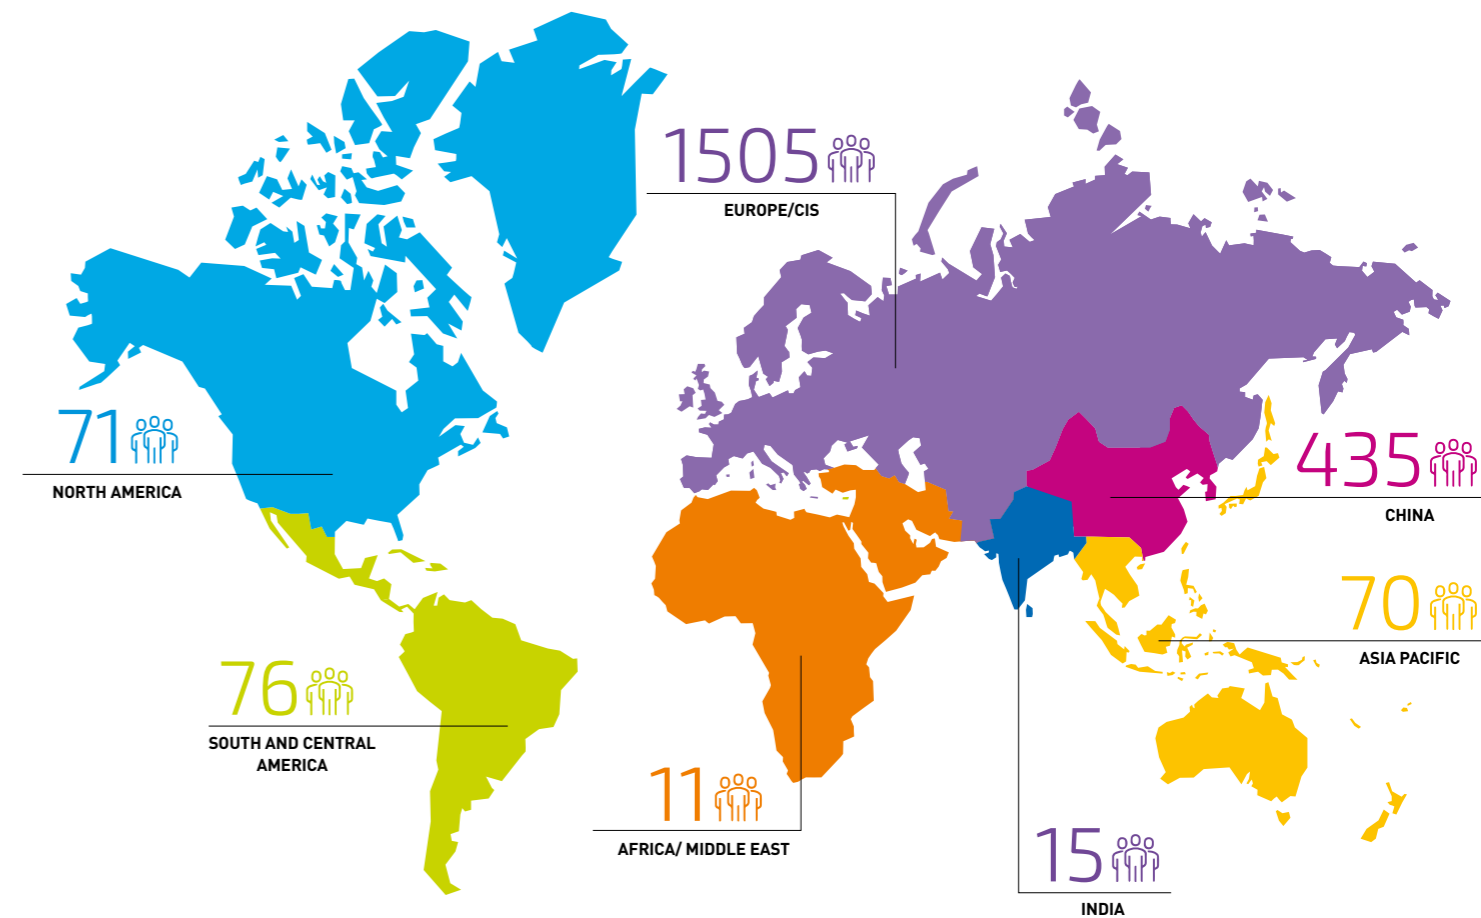 1505
EUROPE/CIS
71
NORTH AMERICA
435
CHINA
70
ASIA PACIFIC
76
SOUTH AND CENTRAL
AMERICA
11
AFRICA/ MIDDLE EAST
15
INDIA